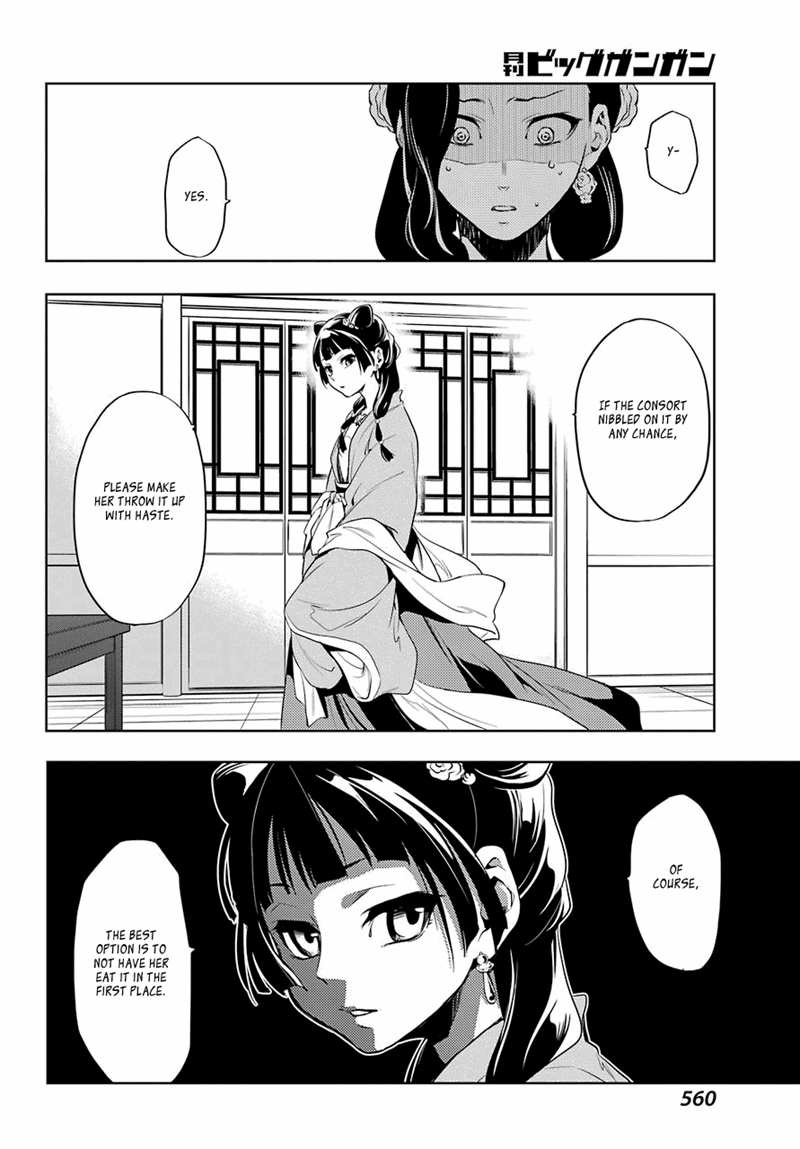 月刊ビッグガンガン
Y-
YES.
IF THE CONSORT
NIBBLED ON IT BY
ANY CHANCE,
PLEASE MAKE
HER THROW IT UP
WITH HASTE.
OF
COURSE,
THE BEST
OPTION IS TO
NOT HAVE HER
EAT IT IN THE
FIRST PLACE.
560